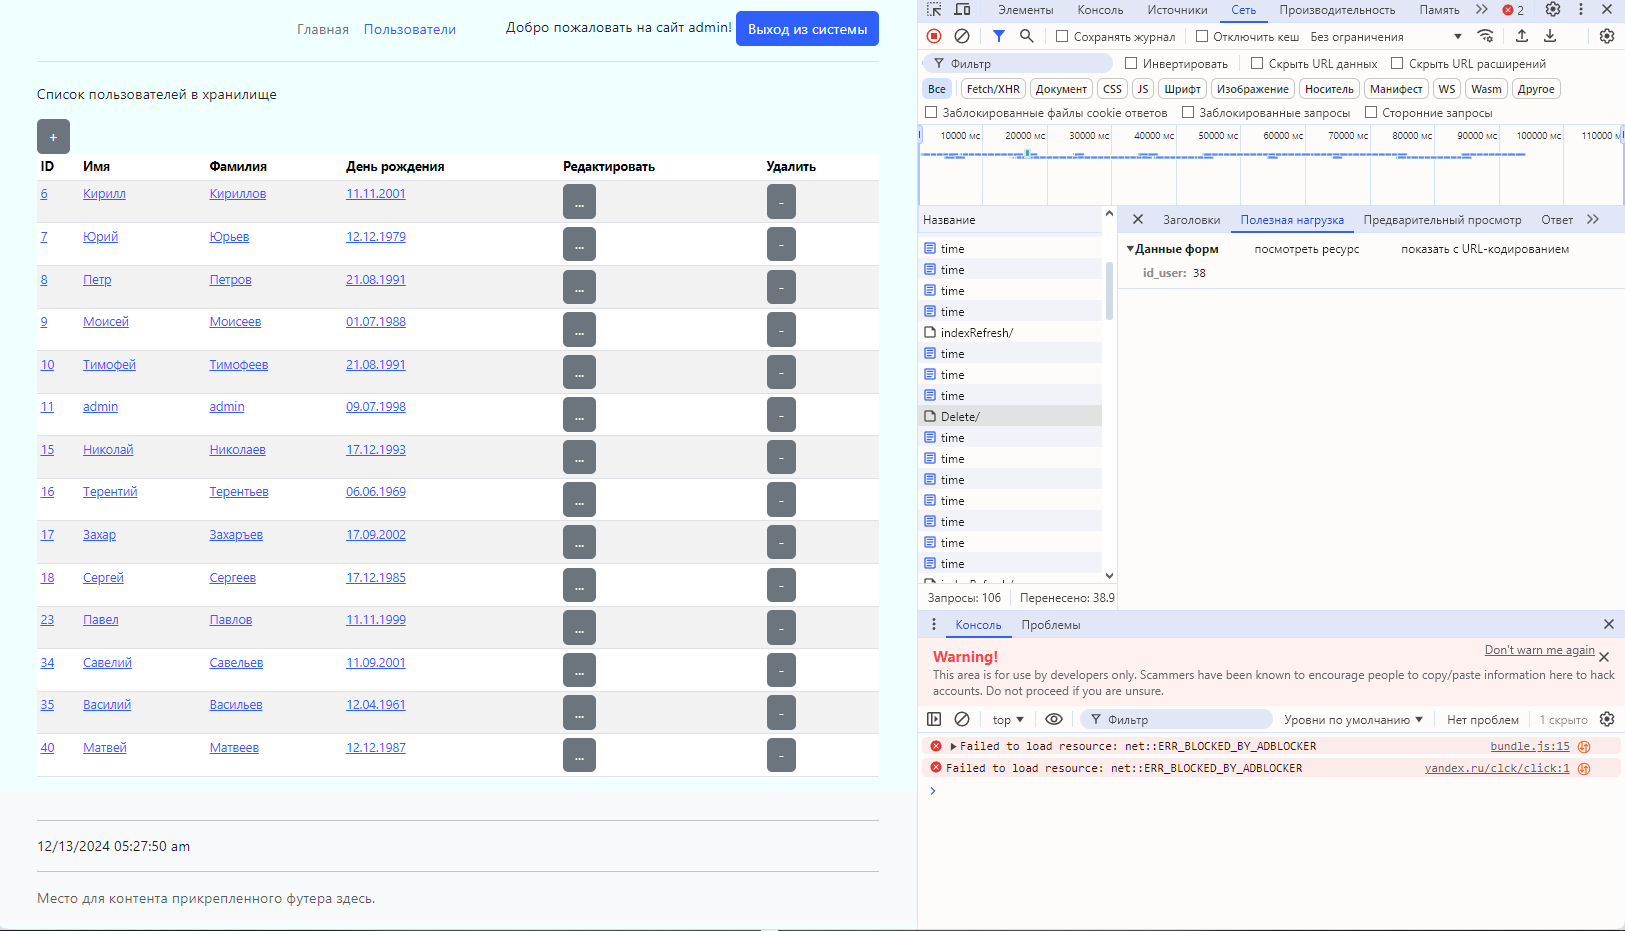 Главная Пользователи Добро пожаловать на сайт admin! Выход из системы
Список пользователей в хранилище
+
ID Имя Фамилия День рождения Редактировать Удалить
6 Кирилл Кириллов 11.11.2001 ... -
7 Юрий Юрьев 12.12.1979 ... -
8 Петр Петров 21.08.1991 ... -
9 Моисей Моисеев 01.07.1988 ... -
10 Тимофей Тимофеев 21.08.1991 ... -
11 admin admin 09.07.1998 ... -
15 Николай Николаев 17.12.1993 ... -
16 Терентий Терентьев 06.06.1969 ... -
17 Захар Захаръев 17.09.2002 ... -
18 Сергей Сергеев 17.12.1985 ... -
23 Павел Павлов 11.11.1999 ... -
34 Савелий Савельев 11.09.2001 ... -
35 Василий Васильев 12.04.1961 ... -
40 Матвей Матвеев 12.12.1987 ... -
12/13/2024 05:27:50 am
Место для контента прикрепленного футера здесь.
Элементы Консоль Источники Сеть Производительность Память 2
Сохранять журнал Отключить кеш Без ограничения
Фильтр Инвертировать Скрыть URL данных Скрыть URL расширений
Все Fetch/XHR Документ CSS JS Шрифт Изображение Носитель Манифест WS Wasm Другое
Заблокированные файлы cookie ответов Заблокированные запросы Сторонние запросы
10000 мс 20000 мс 30000 мс 40000 мс 50000 мс 60000 мс 70000 мс 80000 мс 90000 мс 100000 мс 110000
Название
time
time
time
time
indexRefresh/
time
time
time
Delete/
time
time
time
time
time
time
time
indexRefresh/
Запросы: 106 Перенесено: 38.9
Заголовки Полезная нагрузка Предварительный просмотр Ответ
Данные форм посмотреть ресурс показать с URL-кодированием
id_user: 38
Консоль Проблемы
Warning! Don't warn me again
This area is for use by developers only. Scammers have been known to encourage people to copy/paste information here to hack
accounts. Do not proceed if you are unsure.
top Фильтр Уровни по умолчанию Нет проблем 1 скрыто
Failed to load resource: net::ERR_BLOCKED_BY_ADBLOCKER bundle.js:15
Failed to load resource: net::ERR_BLOCKED_BY_ADBLOCKER yandex.ru/clck/click:1